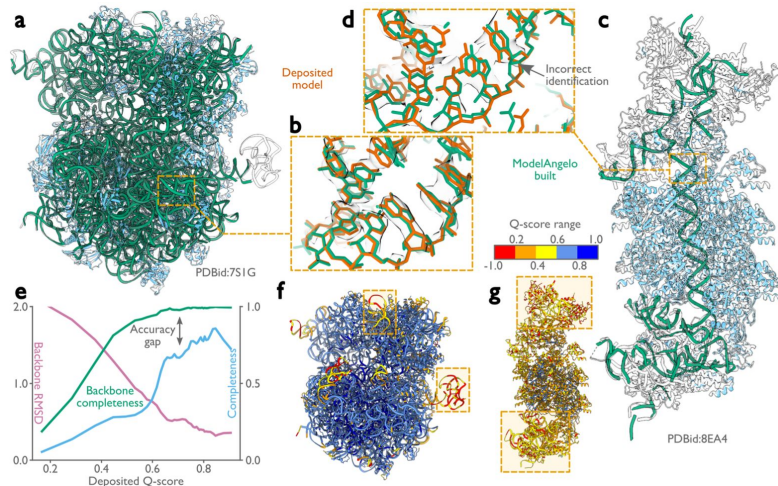 a
PDBid:7S1G
b
d
Deposited
model
Incorrect
identification
ModelAngelo
built
c
PDBid:8EA4
Q-score range
0.2 0.6 1.0
-1.0 0.4 0.8
e
2.0
1.0
0
Backbone RMSD
Accuracy
gap
Backbone
completeness
1.0
0.5
0
Completeness
0.2 0.4 0.6 0.8
Deposited Q-score
f
g